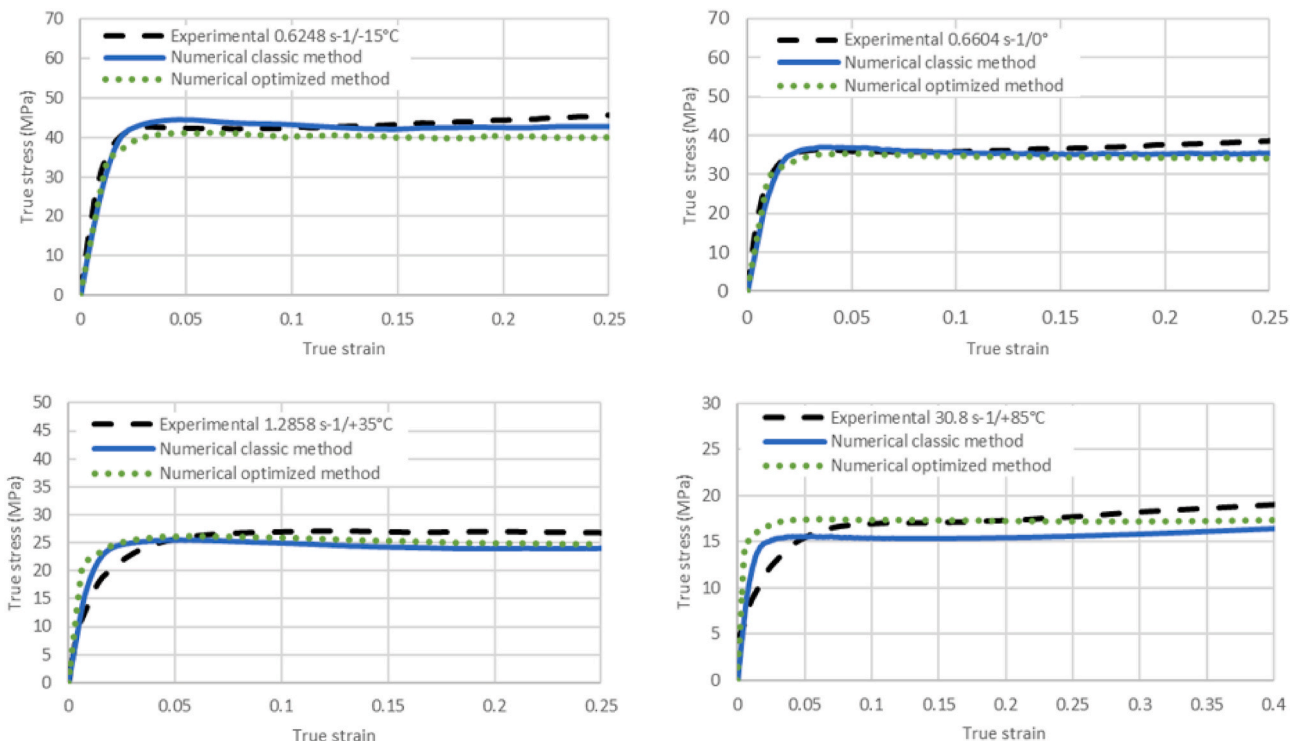 70
60
50
40
30
20
10
0
True stress (MPa)
Experimental 0.6248 s-1/-15°C
Numerical classic method
Numerical optimized method
0 0.05 0.1 0.15 0.2 0.25
True strain
70
60
50
40
30
20
10
0
True stress (MPa)
Experimental 0.6604 s-1/0°
Numerical classic method
Numerical optimized method
0 0.05 0.1 0.15 0.2 0.25
True strain
50
45
40
35
30
25
20
15
10
5
0
True stress (MPa)
Experimental 1.2858 s-1/+35°C
Numerical classic method
Numerical optimized method
0 0.05 0.1 0.15 0.2 0.25
True strain
30
25
20
15
10
5
0
True stress (MPa)
Experimental 30.8 s-1/+85°C
Numerical classic method
Numerical optimized method
0 0.05 0.1 0.15 0.2 0.25 0.3 0.35 0.4
True strain